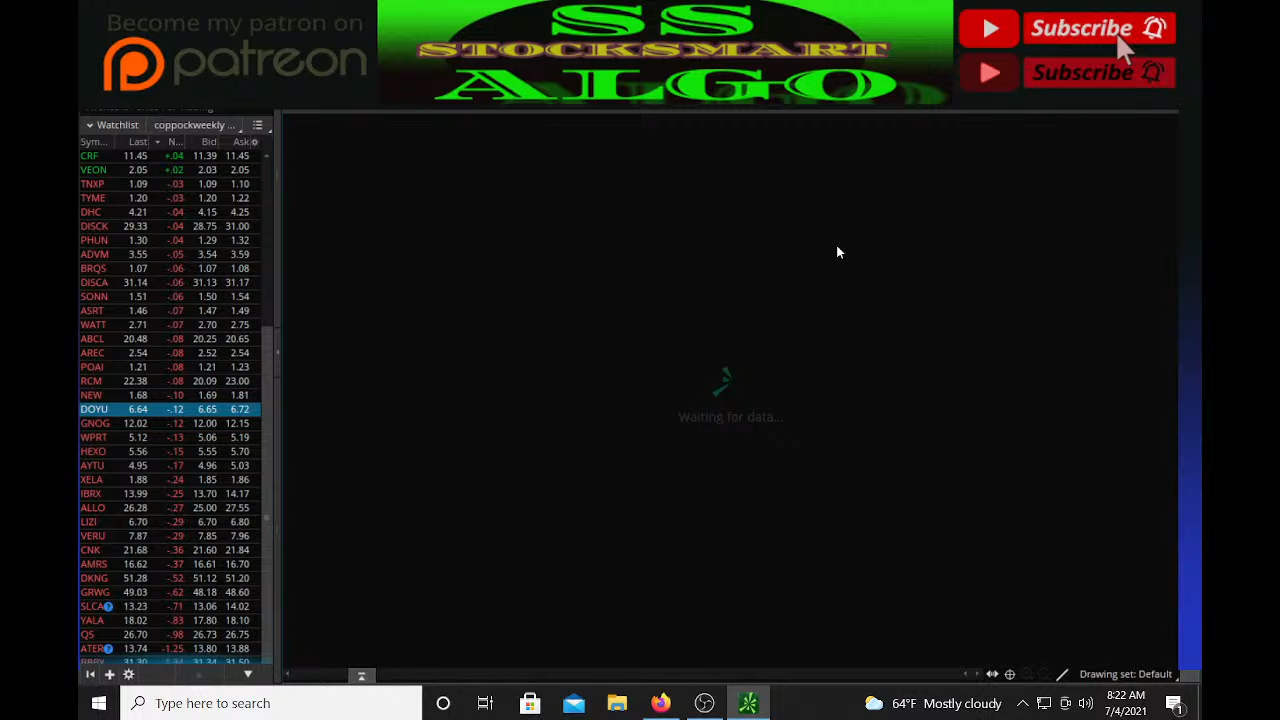 Become my patron on
patreon
SS
STOCKSMART
ALGO
Subscribe
Subscribe
Watchlist coppockweekly ...
Sym... Last N... Bid Ask
CRF 11.45 +.04 11.39 11.45
VEON 2.05 +.02 2.03 2.05
TNXP 1.09 -.03 1.09 1.10
TYME 1.20 -.03 1.20 1.22
DHC 4.21 -.04 4.15 4.25
DISCK 29.33 -.04 28.75 31.00
PHUN 1.30 -.04 1.29 1.32
ADVM 3.55 -.05 3.54 3.59
BRQS 1.07 -.06 1.07 1.08
DISCA 31.14 -.06 31.13 31.17
SONN 1.51 -.06 1.50 1.54
ASRT 1.46 -.07 1.47 1.49
WATT 2.71 -.07 2.70 2.75
ABCL 20.48 -.08 20.25 20.65
AREC 2.54 -.08 2.52 2.54
POAI 1.21 -.08 1.21 1.23
RCM 22.38 -.08 20.09 23.00
NEW 1.68 -.10 1.69 1.81
DOYU 6.64 -.12 6.65 6.72
GNOG 12.02 -.12 12.00 12.15
WPRT 5.12 -.13 5.06 5.19
HEXO 5.56 -.15 5.55 5.70
AYTU 4.95 -.17 4.96 5.03
XELA 1.88 -.24 1.85 1.86
IBRX 13.99 -.25 13.70 14.17
ALLO 26.28 -.27 25.00 27.55
LIZI 6.70 -.29 6.70 6.80
VERU 7.87 -.29 7.85 7.96
CNK 21.68 -.36 21.60 21.84
AMRS 16.62 -.37 16.61 16.70
DKNG 51.28 -.52 51.12 51.20
GRWG 49.03 -.62 48.18 48.60
SLCA 13.23 -.71 13.06 14.02
YALA 18.02 -.83 17.80 18.10
QS 26.70 -.98 26.73 26.75
ATER 13.74 -1.25 13.80 13.88
Waiting for data...
Drawing set: Default
Type here to search
64°F Mostly cloudy
8:22 AM
7/4/2021
1